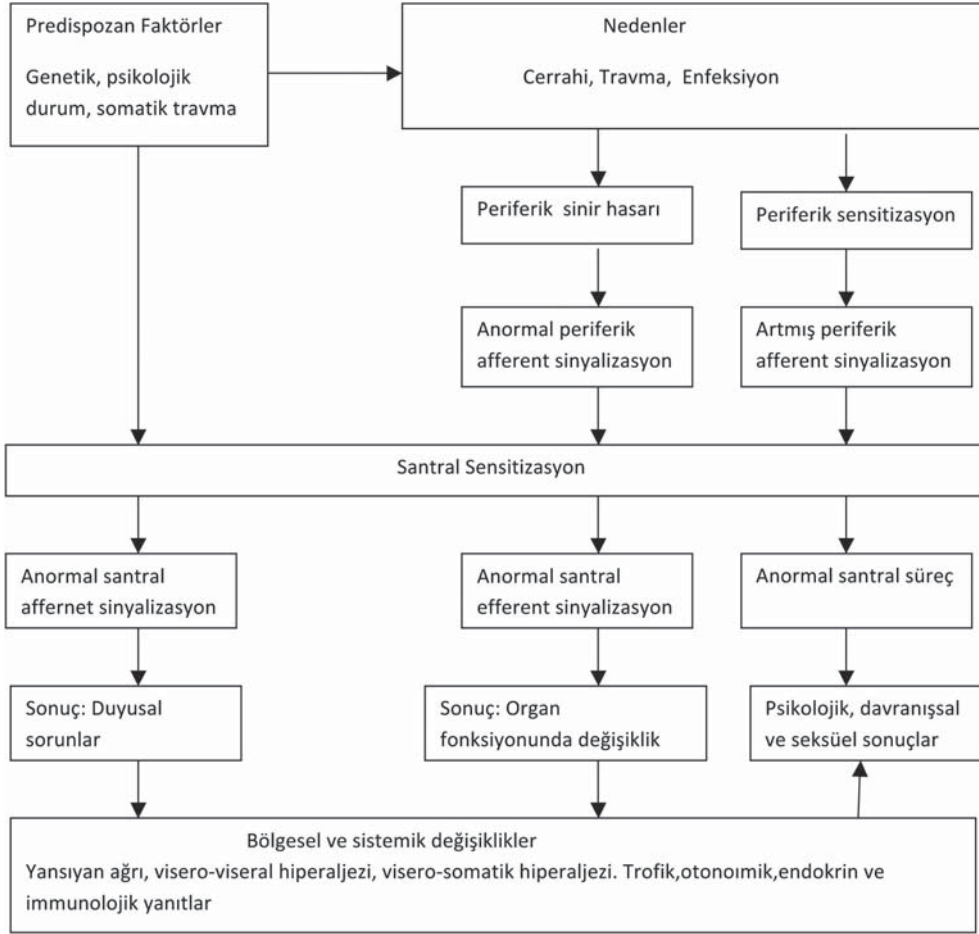 Predispozan Faktörler
Genetik, psikolojik
durum, somatik travma
Nedenler
Cerrahi, Travma, Enfeksiyon
Periferik sinir hasarı
Periferik sensitizasyon
Anormal periferik
afferent sinyalizasyon
Artmış periferik
afferent sinyalizasyon
Santral Sensitizasyon
Anormal santral
affernet sinyalizasyon
Anormal santral
efferent sinyalizasyon
Anormal santral süreç
Sonuç: Duyusal
sorunlar
Sonuç: Organ
fonksiyonunda değişiklik
Psikolojik, davranışsal
ve seksüel sonuçlar
Bölgesel ve sistemik değişiklikler
Yansıyan ağrı, visero-viseral hiperaljezi, visero-somatik hiperaljezi. Trofik,otonoımik,endokrin ve
immunolojik yanıtlar